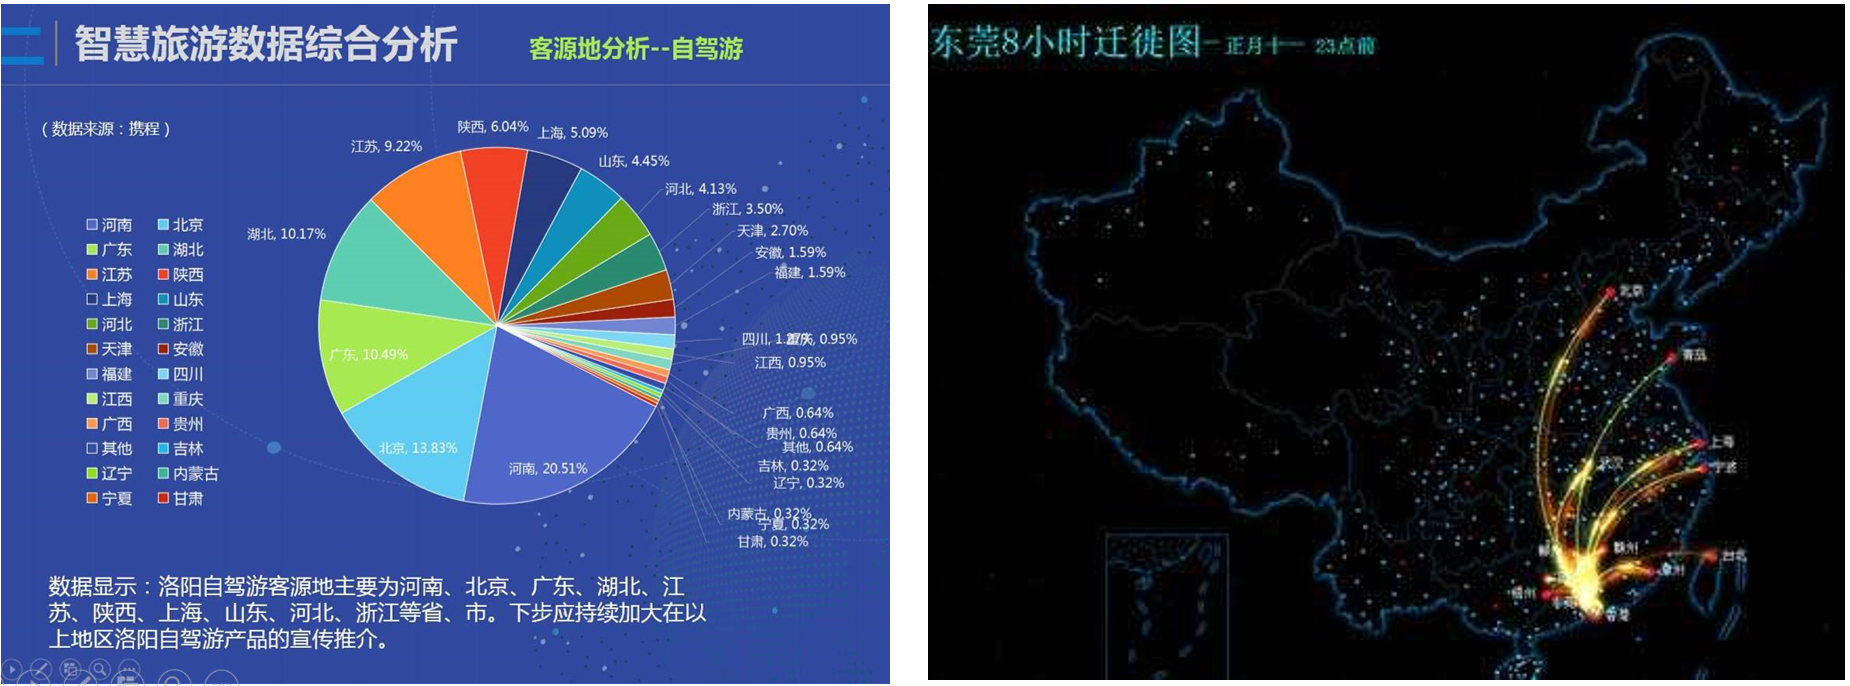 智慧旅游数据综合分析
客源地分析--自驾游
（数据来源：携程）
陕西, 6.04%
上海, 5.09%
江苏, 9.22%
山东, 4.45%
河北, 4.13%
浙江, 3.50%
湖北, 10.17%
天津, 2.70%
安徽, 1.59%
福建, 1.59%
四川, 1.27%
重庆, 0.95%
江西, 0.95%
广东, 10.49%
广西, 0.64%
贵州, 0.64%
其他, 0.64%
北京, 13.83%
河南, 20.51%
吉林, 0.32%
辽宁, 0.32%
内蒙古, 0.32%
宁夏, 0.32%
甘肃, 0.32%
河南 北京
广东 湖北
江苏 陕西
上海 山东
河北 浙江
天津 安徽
福建 四川
江西 重庆
广西 贵州
其他 吉林
辽宁 内蒙古
宁夏 甘肃
数据显示：洛阳自驾游客源地主要为河南、北京、广东、湖北、江
苏、陕西、上海、山东、河北、浙江等省、市。下步应持续加大在以
上地区洛阳自驾游产品的宣传推介。
东莞8小时迁徙图-正月十一 23点前
北京
青岛
上海
宁波
武汉
赣州
台北
香港